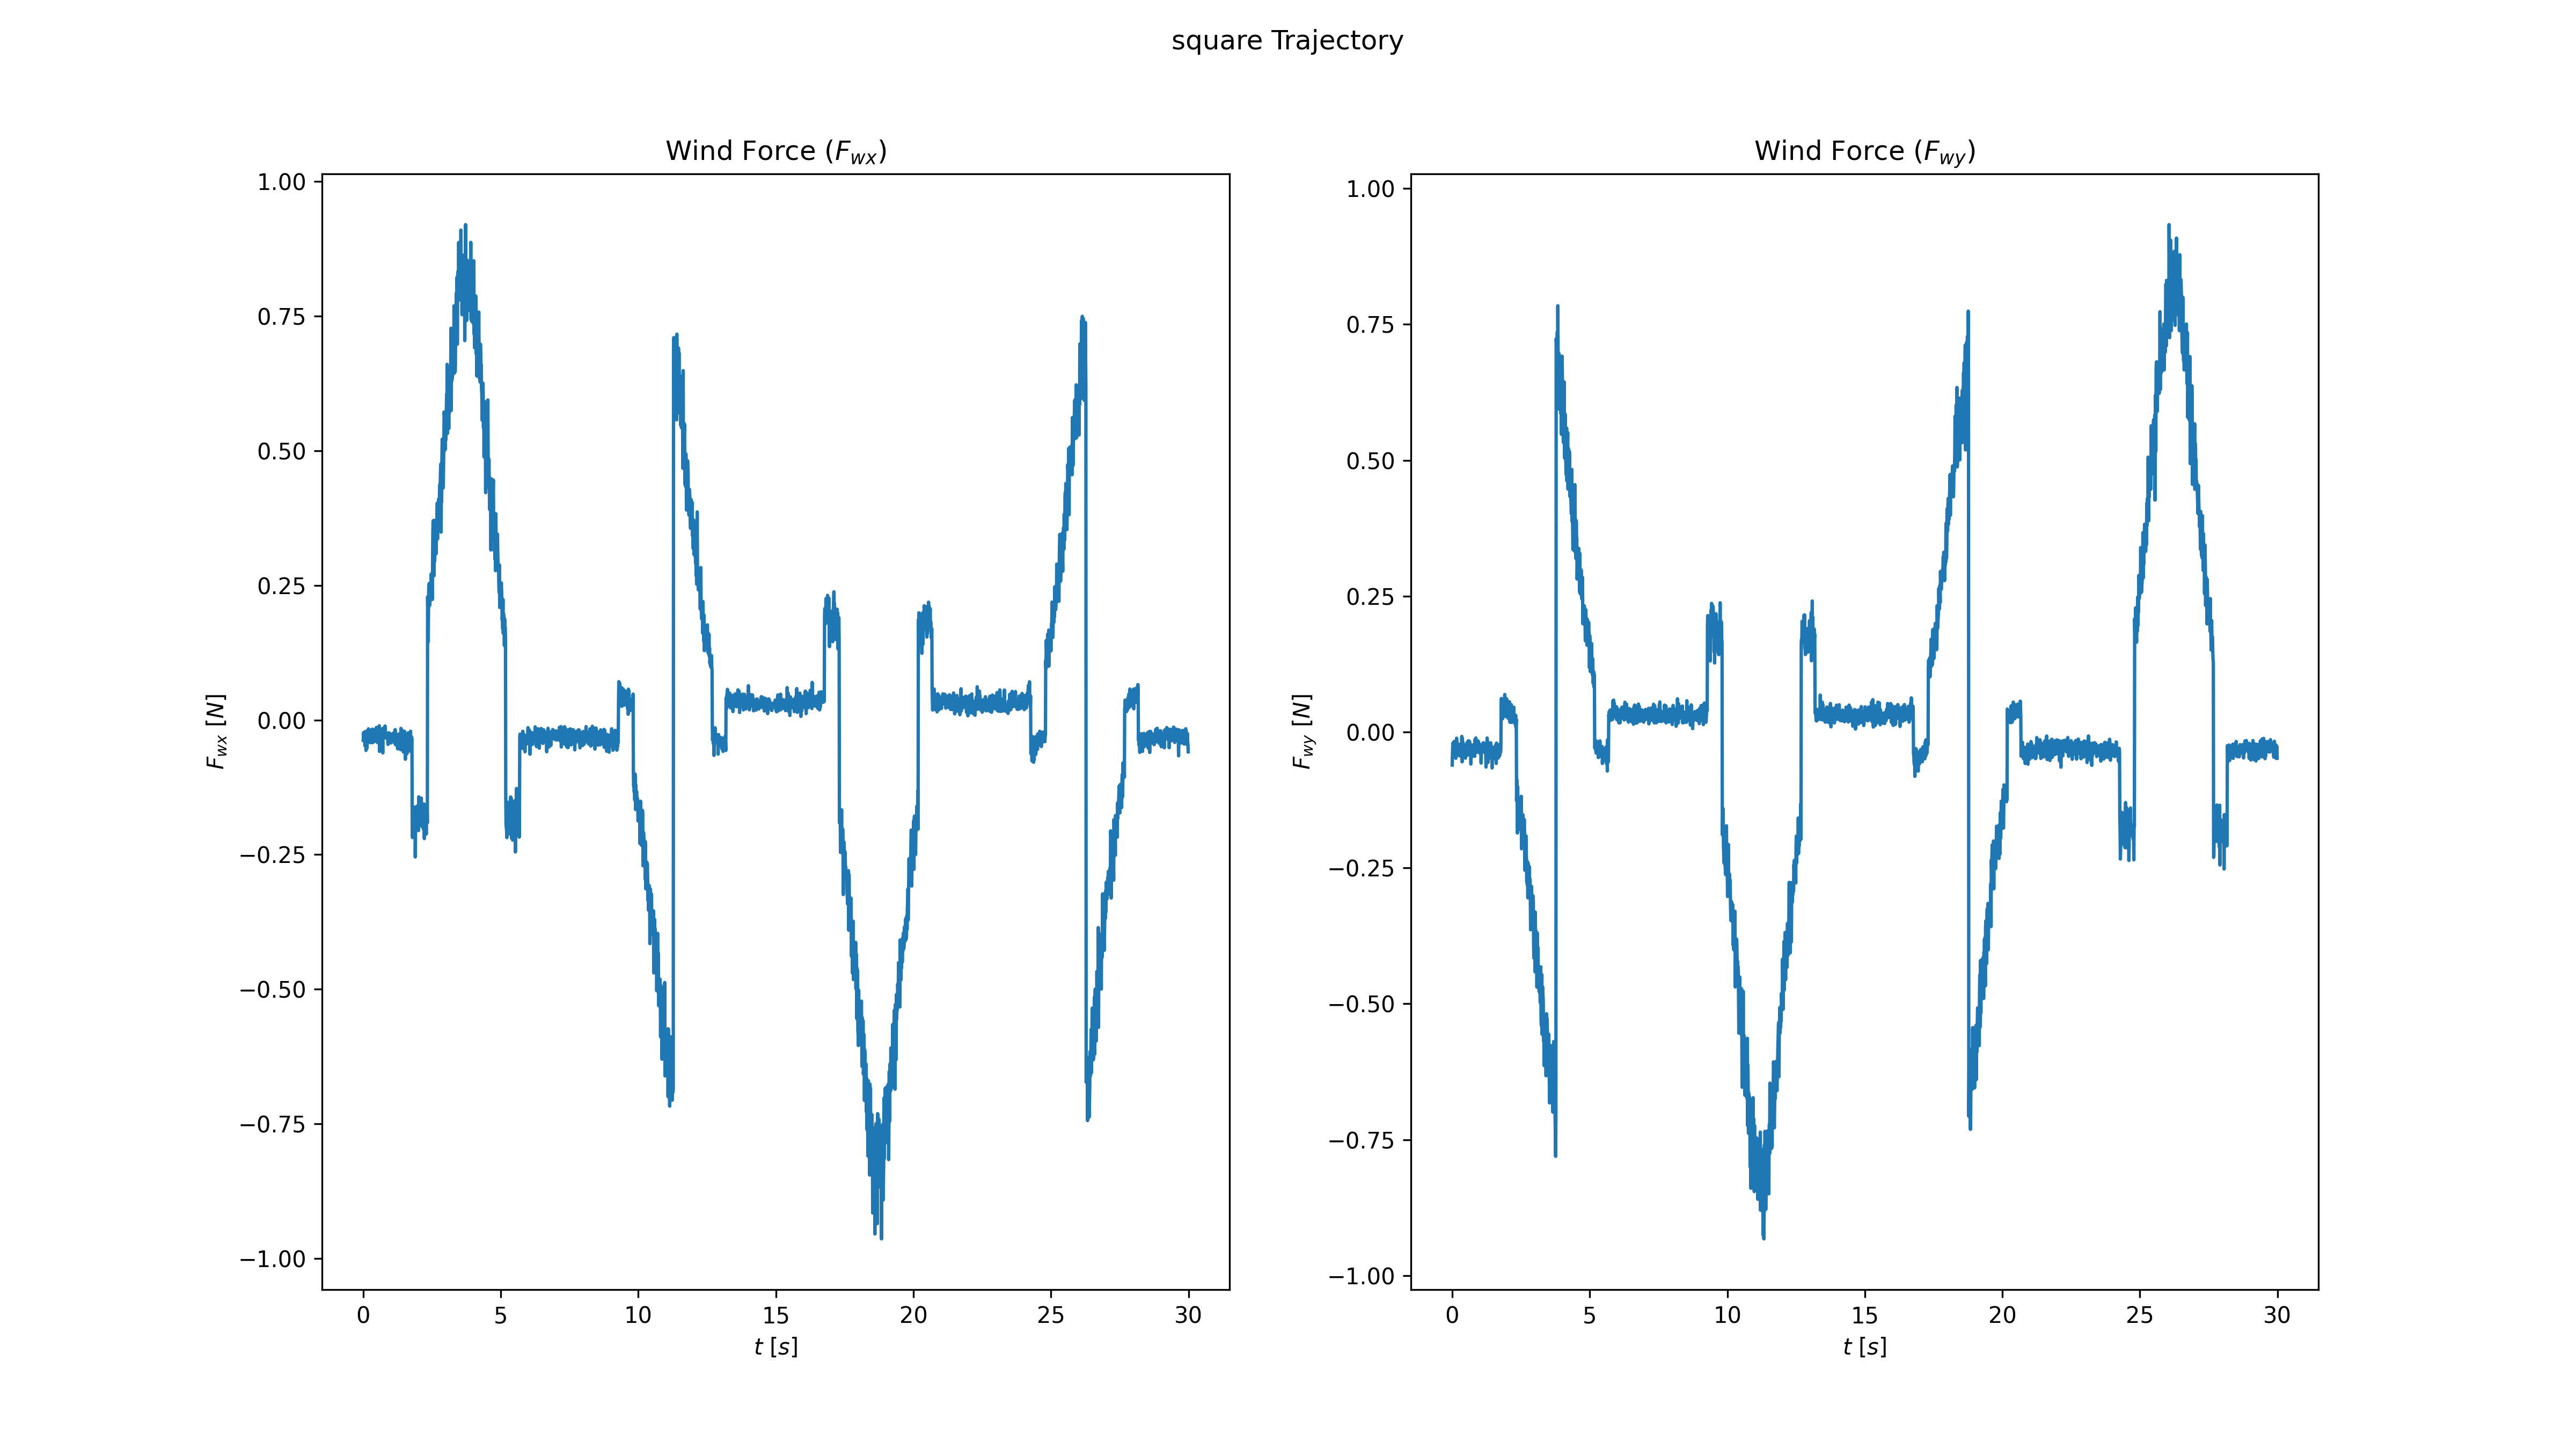 square Trajectory
Wind Force (F_wx)
1.00
0.75
0.50
0.25
0.00
−0.25
−0.50
−0.75
−1.00
F_wx [N]
0 5 10 15 20 25 30
t [s]
Wind Force (F_wy)
1.00
0.75
0.50
0.25
0.00
−0.25
−0.50
−0.75
−1.00
F_wy [N]
0 5 10 15 20 25 30
t [s]